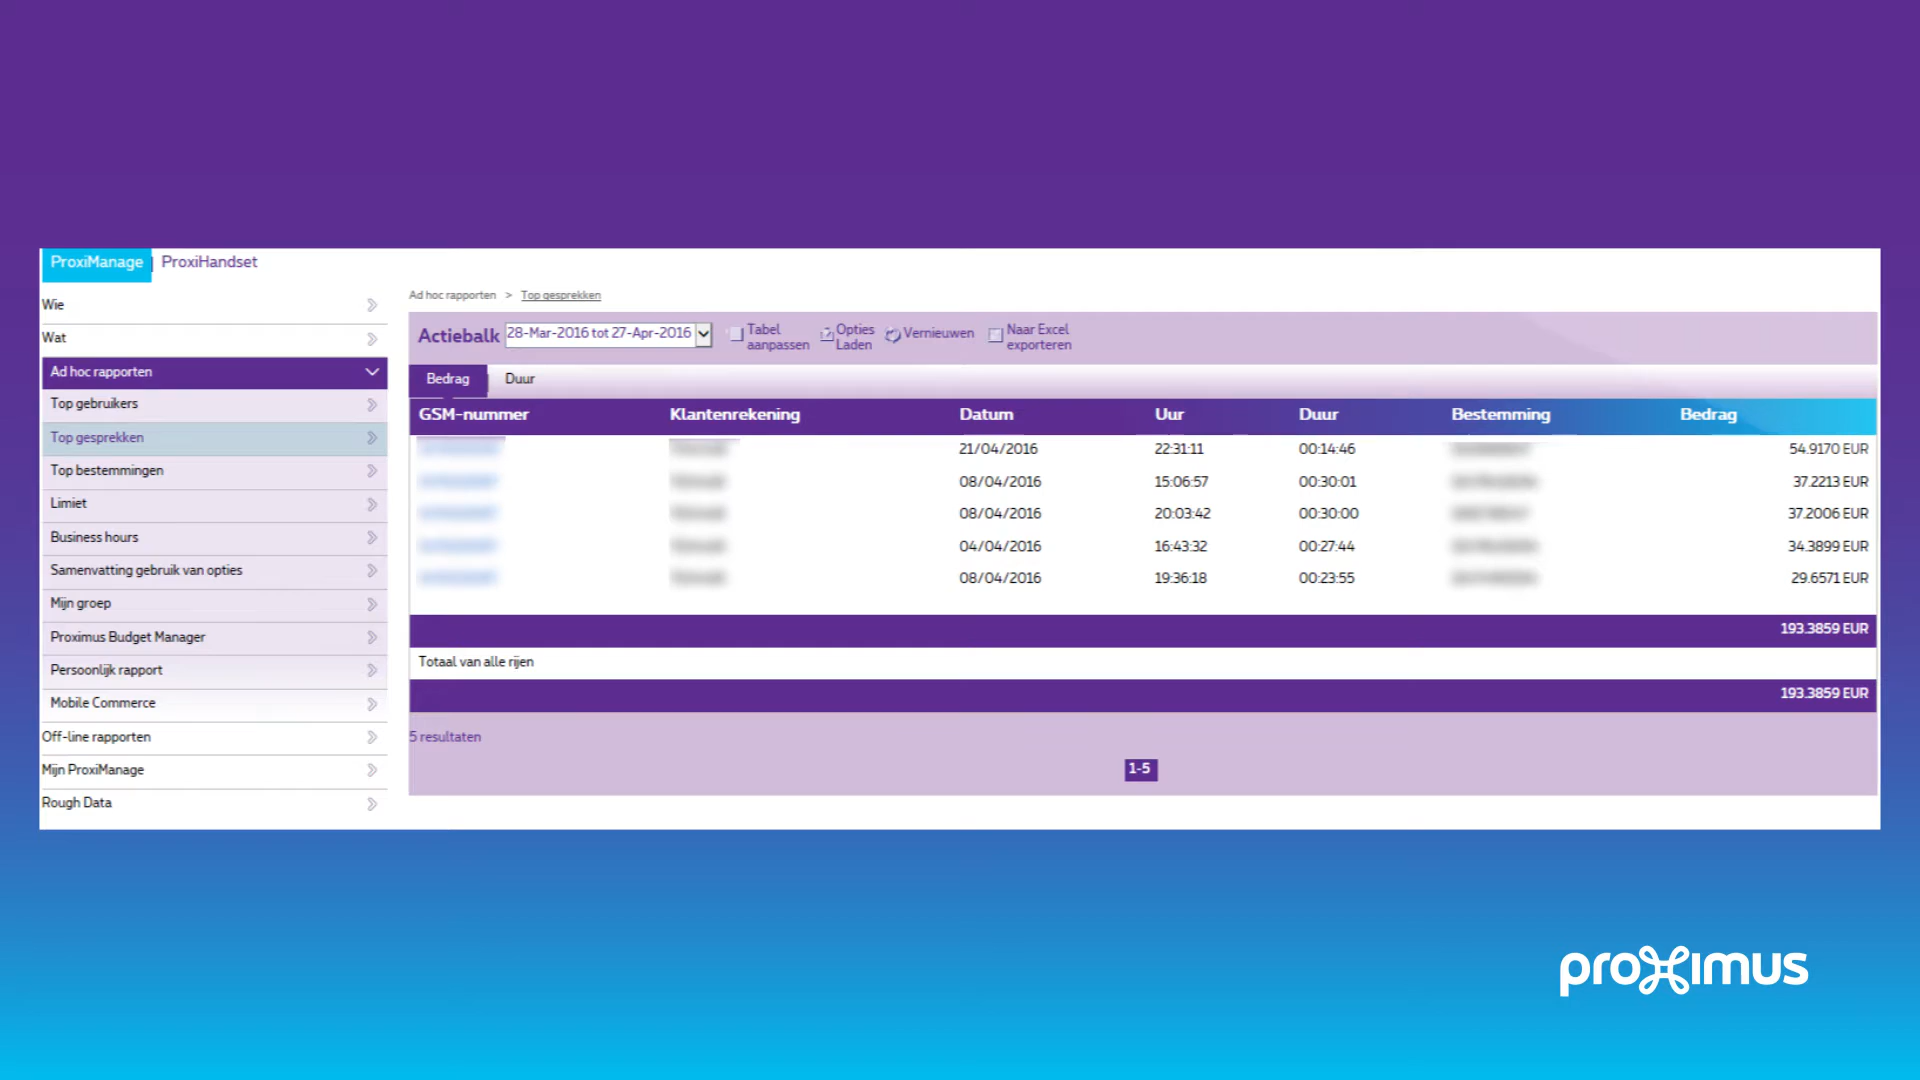 ProxiManage | ProxiHandset
Wie
Wat
Ad hoc rapporten
Top gebruikers
Top gesprekken
Top bestemmingen
Limiet
Business hours
Samenvatting gebruik van opties
Mijn groep
Proximus Budget Manager
Persoonlijk rapport
Mobile Commerce
Off-line rapporten
Mijn ProxiManage
Rough Data
Ad hoc rapporten > Top gesprekken
Actiebalk 28-Mar-2016 tot 27-Apr-2016
Tabel
aanpassen
Opties
Laden
Vernieuwen
Naar Excel
exporteren
Bedrag Duur
GSM-nummer Klantenrekening Datum Uur Duur Bestemming Bedrag
21/04/2016 22:31:11 00:14:46 54.9170 EUR
08/04/2016 15:06:57 00:30:01 37.2213 EUR
08/04/2016 20:03:42 00:30:00 37.2006 EUR
04/04/2016 16:43:32 00:27:44 34.3899 EUR
08/04/2016 19:36:18 00:23:55 29.6571 EUR
193.3859 EUR
Totaal van alle rijen
193.3859 EUR
5 resultaten
1-5
proximus